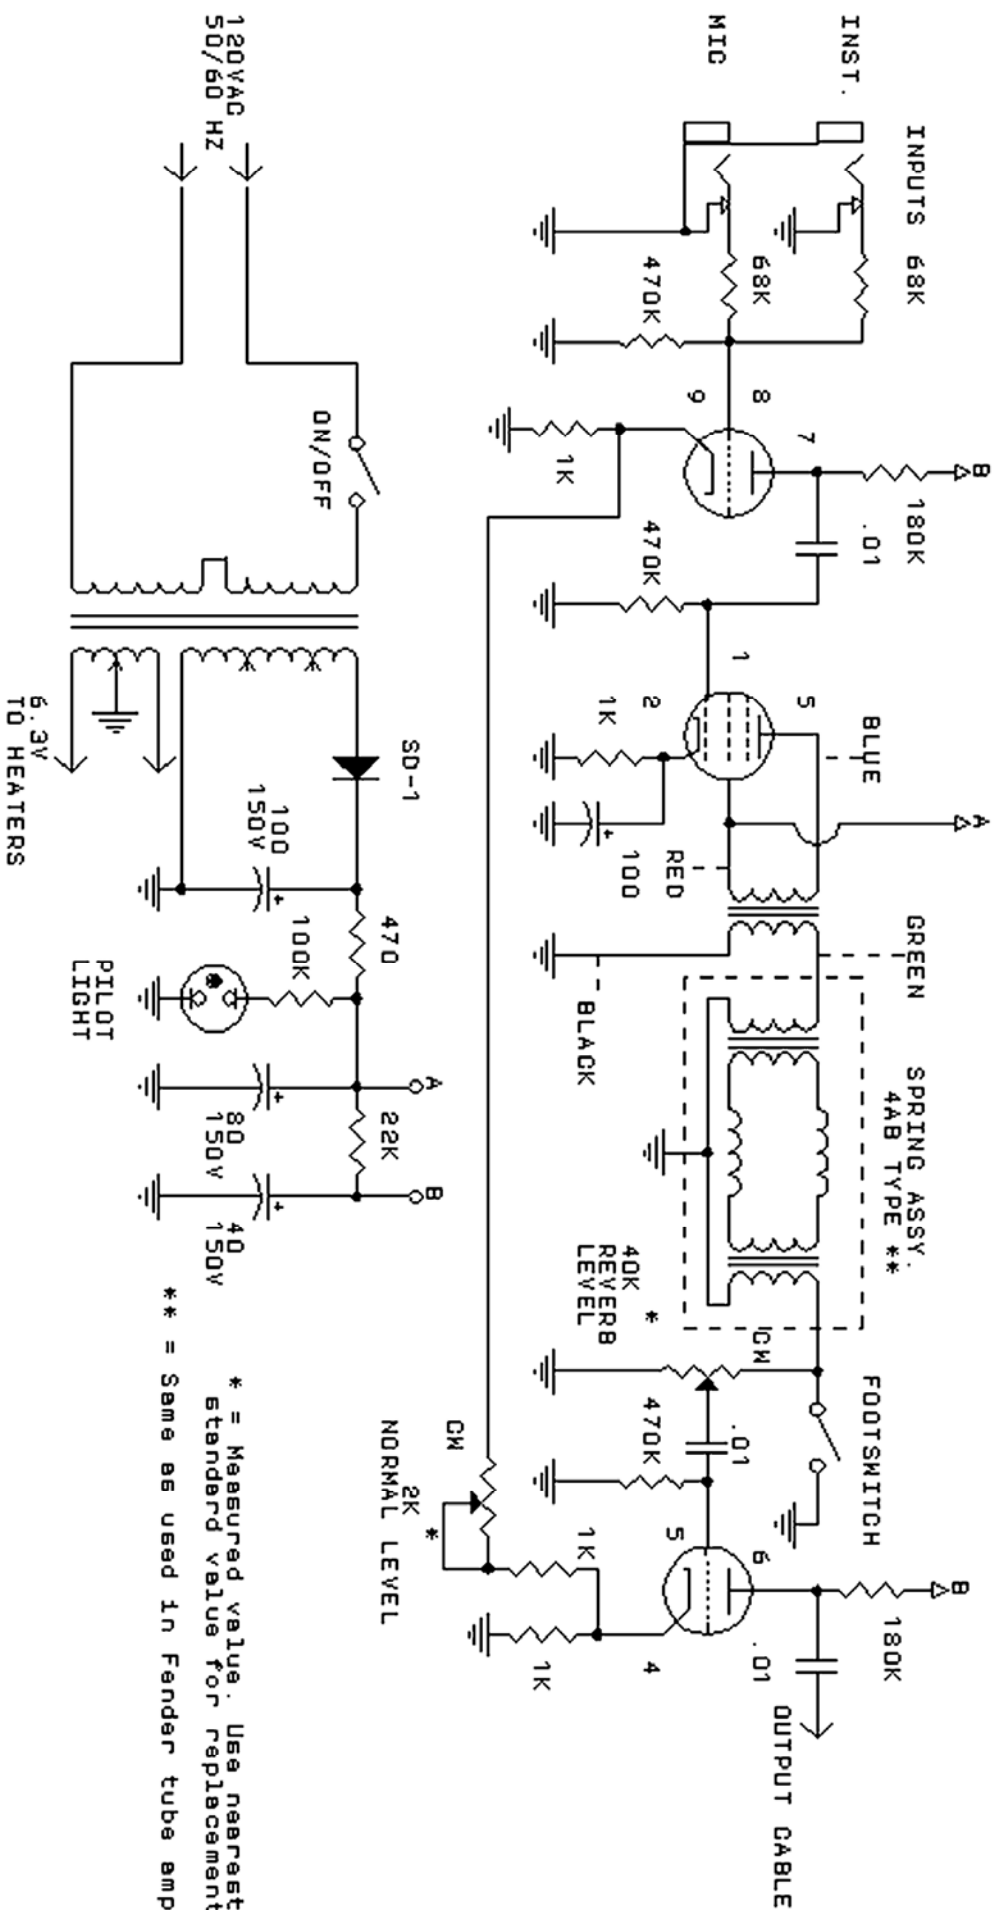 INPUTS
68K
INST.
MIC
68K
470K
8
9
7
B
180K
.01
1K
470K
1
2
5
1K
100
+
BLUE
A
RED
GREEN
BLACK
SPRING ASSY.
4AB TYPE **
40K
REVERB
LEVEL
*
CW
FOOTSWITCH
470K
.01
5
6
4
B
180K
.01
OUTPUT CABLE
1K
1K
CW
2K
*
NORMAL LEVEL
120VAC
50/60 HZ
ON/OFF
6.3V
TO HEATERS
SD-1
100
150V
+
470
100K
PILOT
LIGHT
A
80
150V
+
22K
B
40
150V
+
* = Measured value. Use nearest
standard value for replacement
** = Same as used in Fender tube amp